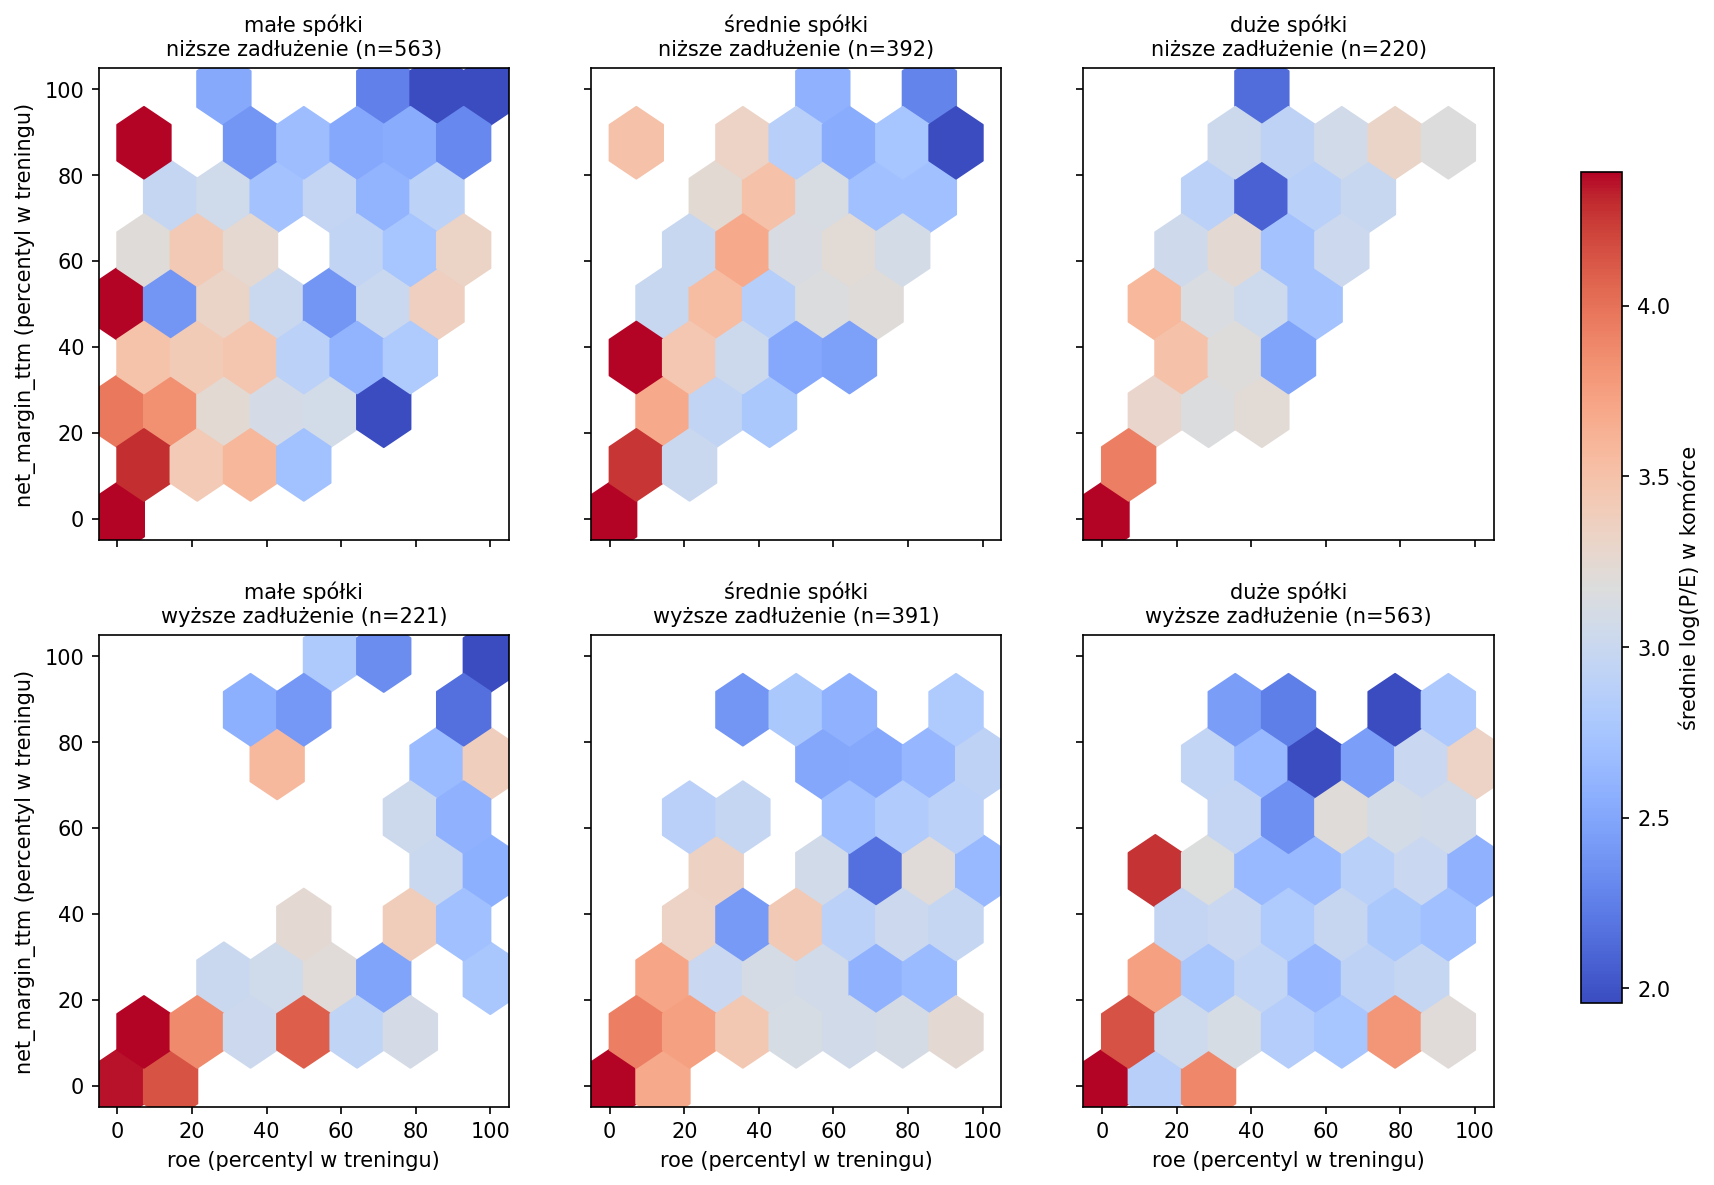 małe spółki
niższe zadłużenie (n=563)
średnie spółki
niższe zadłużenie (n=392)
duże spółki
niższe zadłużenie (n=220)
net_margin_ttm (percentyl w treningu)
100
80
60
40
20
0
małe spółki
wyższe zadłużenie (n=221)
średnie spółki
wyższe zadłużenie (n=391)
duże spółki
wyższe zadłużenie (n=563)
net_margin_ttm (percentyl w treningu)
100
80
60
40
20
0
0 20 40 60 80 100
roe (percentyl w treningu)
0 20 40 60 80 100
roe (percentyl w treningu)
0 20 40 60 80 100
roe (percentyl w treningu)
4.0
3.5
3.0
2.5
2.0
średnie log(P/E) w komórce